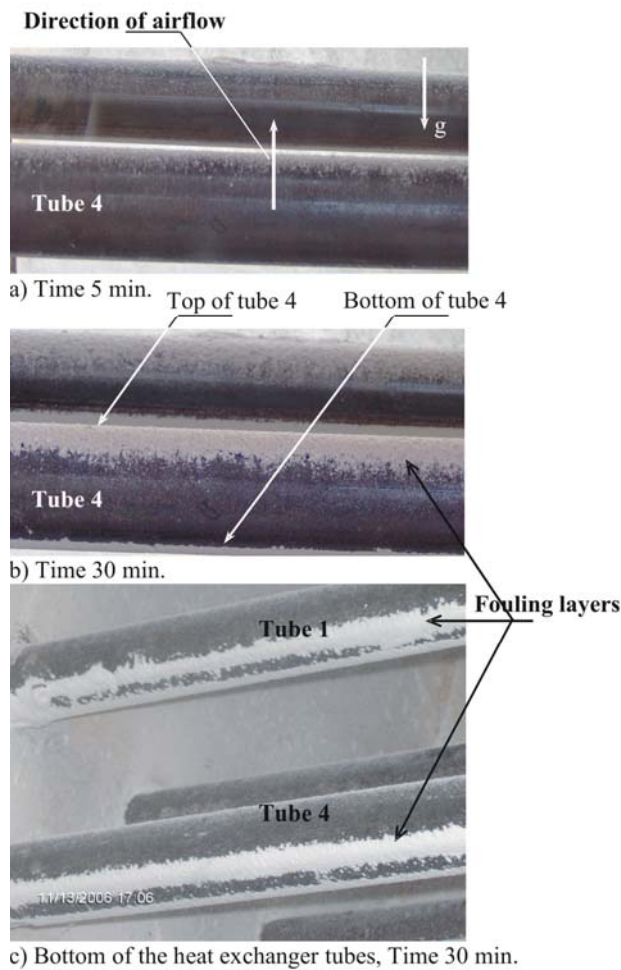 Direction of airflow
g
Tube 4
a) Time 5 min.
Top of tube 4
Bottom of tube 4
Tube 4
b) Time 30 min.
Fouling layers
Tube 1
Tube 4
11/13/2006 17:06
c) Bottom of the heat exchanger tubes, Time 30 min.